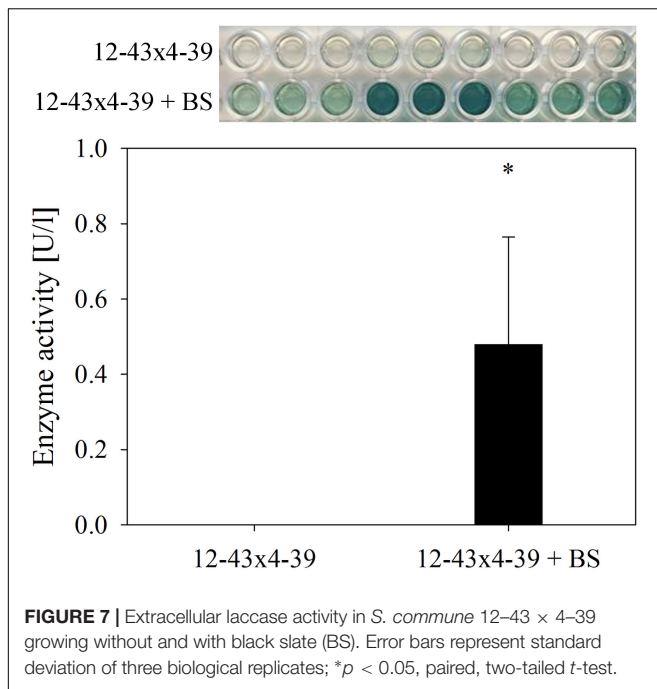 12-43x4-39
12-43x4-39 + BS
1.0
*
0.8
0.6
0.4
0.2
0.0
Enzyme activity [U/l]
12-43x4-39 12-43x4-39 + BS
FIGURE 7 | Extracellular laccase activity in S. commune 12–43 × 4–39
growing without and with black slate (BS). Error bars represent standard
deviation of three biological replicates; *p < 0.05, paired, two-tailed t-test.